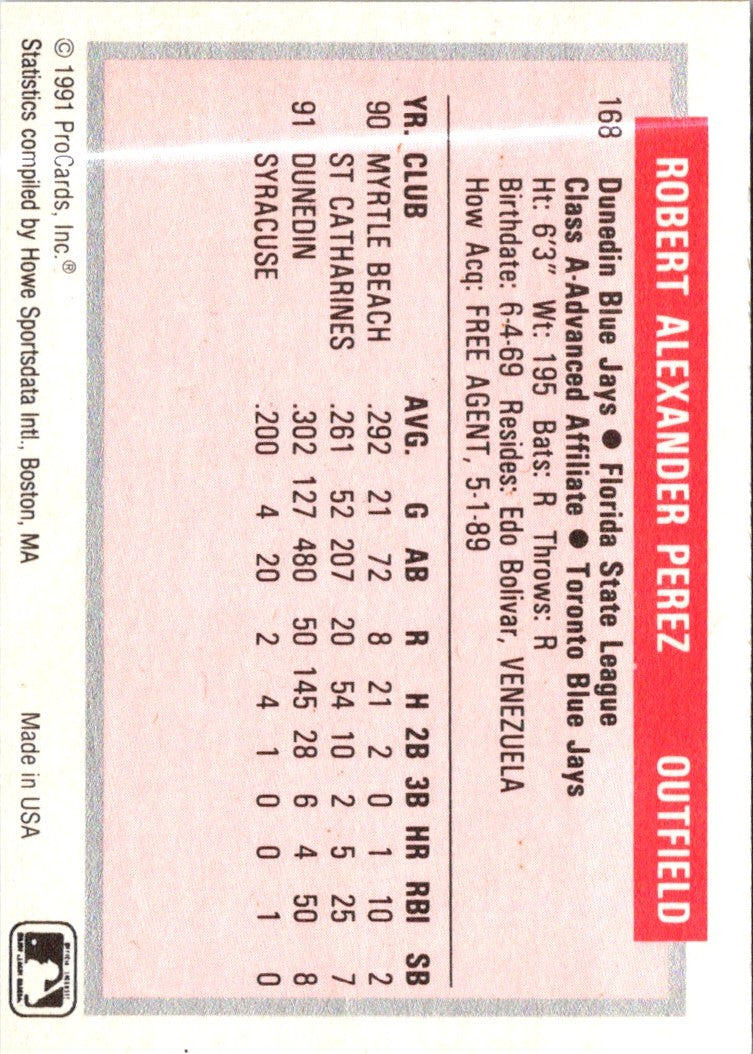 ROBERT ALEXANDER PEREZ OUTFIELD
168 Dunedin Blue Jays ● Florida State League
Class A-Advanced Affiliate ● Toronto Blue Jays
Ht: 6'3" Wt: 195 Bats: R Throws: R
Birthdate: 6-4-69 Resides: Edo Bolivar, VENEZUELA
How Acq: FREE AGENT, 5-1-89
YR. CLUB AVG. G AB R H 2B 3B HR RBI SB
90 MYRTLE BEACH .292 21 72 8 21 2 0 1 10 2
ST CATHARINES .261 52 207 20 54 10 2 5 25 7
91 DUNEDIN .302 127 480 50 145 28 6 4 50 8
SYRACUSE .200 4 20 2 4 1 0 0 1 0
© 1991 ProCards, Inc.®
Statistics compiled by Howe Sportsdata Intl., Boston, MA Made in USA